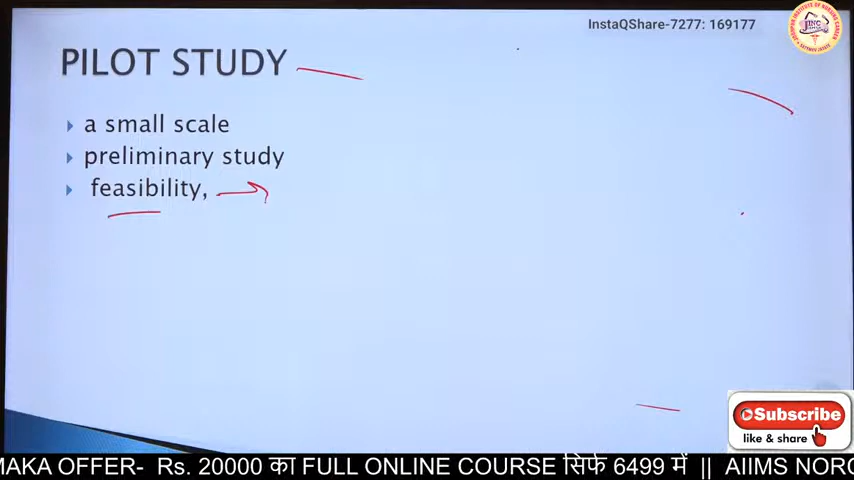 InstaQShare-7277: 169177
PILOT STUDY
a small scale
preliminary study
feasibility,
Subscribe
like & share
MAKA OFFER- Rs. 20000 का FULL ONLINE COURSE सिर्फ 6499 में || AIIMS NORC